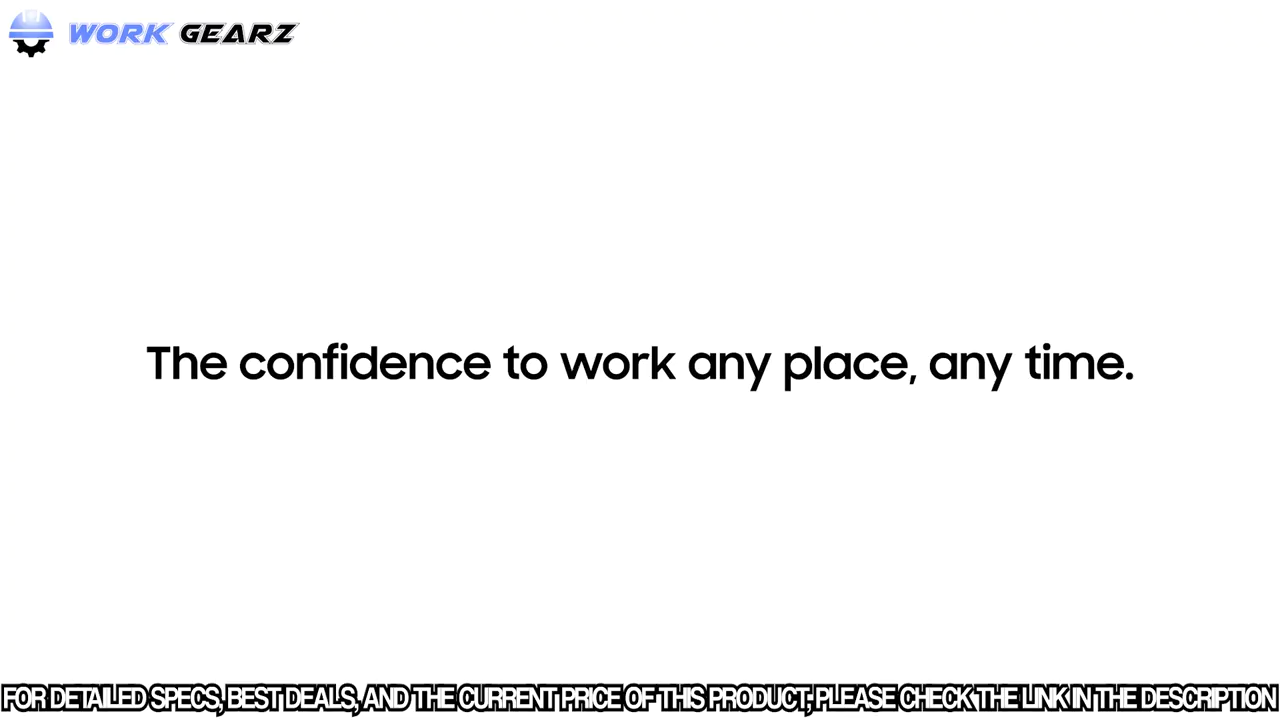 WORK GEARZ
The confidence to work any place, any time.
FOR DETAILED SPECS, BEST DEALS, AND THE CURRENT PRICE OF THIS PRODUCT, PLEASE CHECK THE LINK IN THE DESCRIPTION